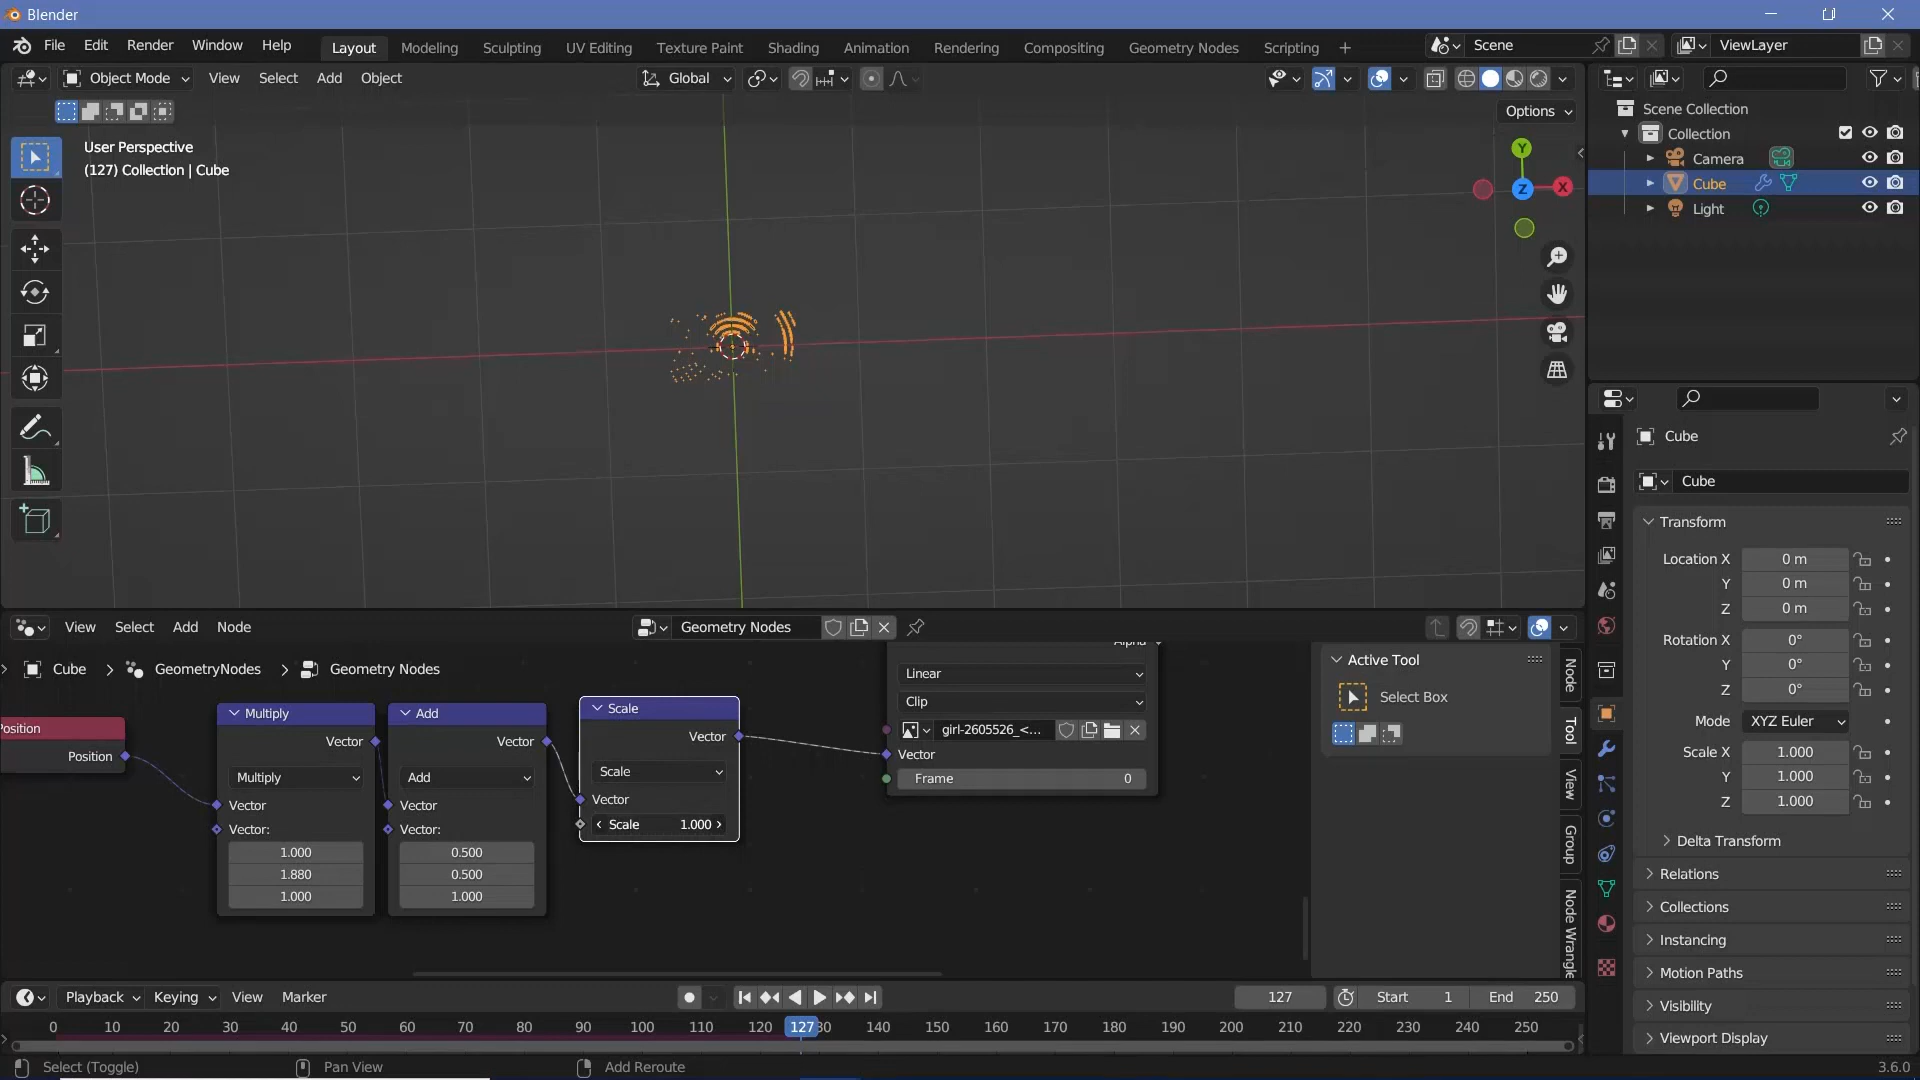 Blender
File Edit Render Window Help
Layout Modeling Sculpting UV Editing Texture Paint Shading Animation Rendering Compositing Geometry Nodes Scripting +
Scene
ViewLayer
Object Mode View Select Add Object
Global
Options
User Perspective
(127) Collection | Cube
Y
Z
X
Scene Collection
Collection
Camera
Cube
Light
Cube
Cube
Transform
Location X 0 m
Y 0 m
Z 0 m
Rotation X 0°
Y 0°
Z 0°
Mode XYZ Euler
Scale X 1.000
Y 1.000
Z 1.000
Delta Transform
Relations
Collections
Instancing
Motion Paths
Visibility
Viewport Display
View Select Add Node
Geometry Nodes
Cube > GeometryNodes > Geometry Nodes
Position
Position
Multiply
Vector
Multiply
Vector
Vector:
1.000
1.880
1.000
Add
Vector
Add
Vector
Vector:
0.500
0.500
1.000
Scale
Vector
Scale
Vector
Scale 1.000
Alpha
Linear
Clip
girl-2605526_<...
Vector
Frame 0
Active Tool
Select Box
Node
Tool
View
Group
Node Wrangle
Playback Keying View Marker
127
Start 1
End 250
0 10 20 30 40 50 60 70 80 90 100 110 120 127 30 140 150 160 170 180 190 200 210 220 230 240 250
Select (Toggle)
Pan View
Add Reroute
3.6.0